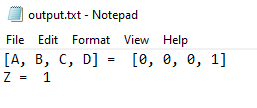 output.txt - Notepad
File Edit Format View Help
[A, B, C, D] = [0, 0, 0, 1]
Z = 1